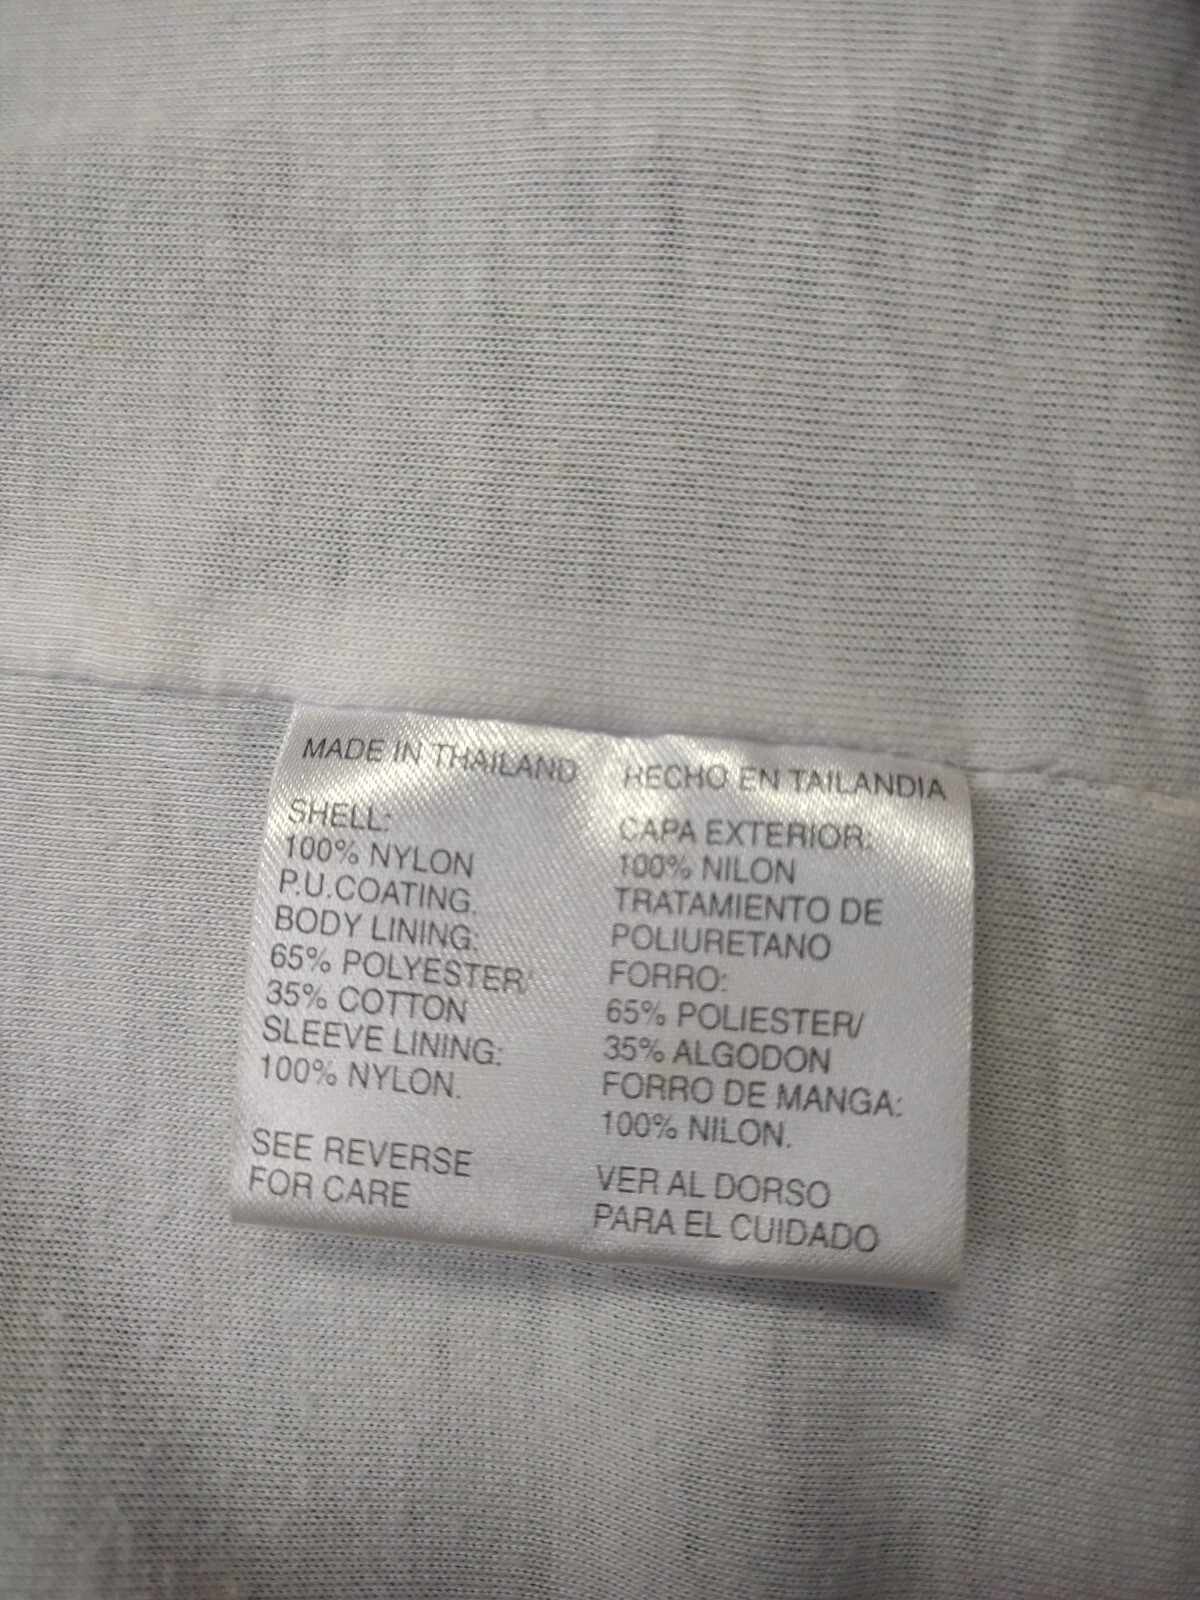 MADE IN THAILAND
SHELL:
100% NYLON
P.U.COATING.
BODY LINING:
65% POLYESTER/
35% COTTON
SLEEVE LINING:
100% NYLON.
SEE REVERSE
FOR CARE
HECHO EN TAILANDIA
CAPA EXTERIOR:
100% NILON
TRATAMIENTO DE
POLIURETANO
FORRO:
65% POLIESTER/
35% ALGODON
FORRO DE MANGA:
100% NILON.
VER AL DORSO
PARA EL CUIDADO